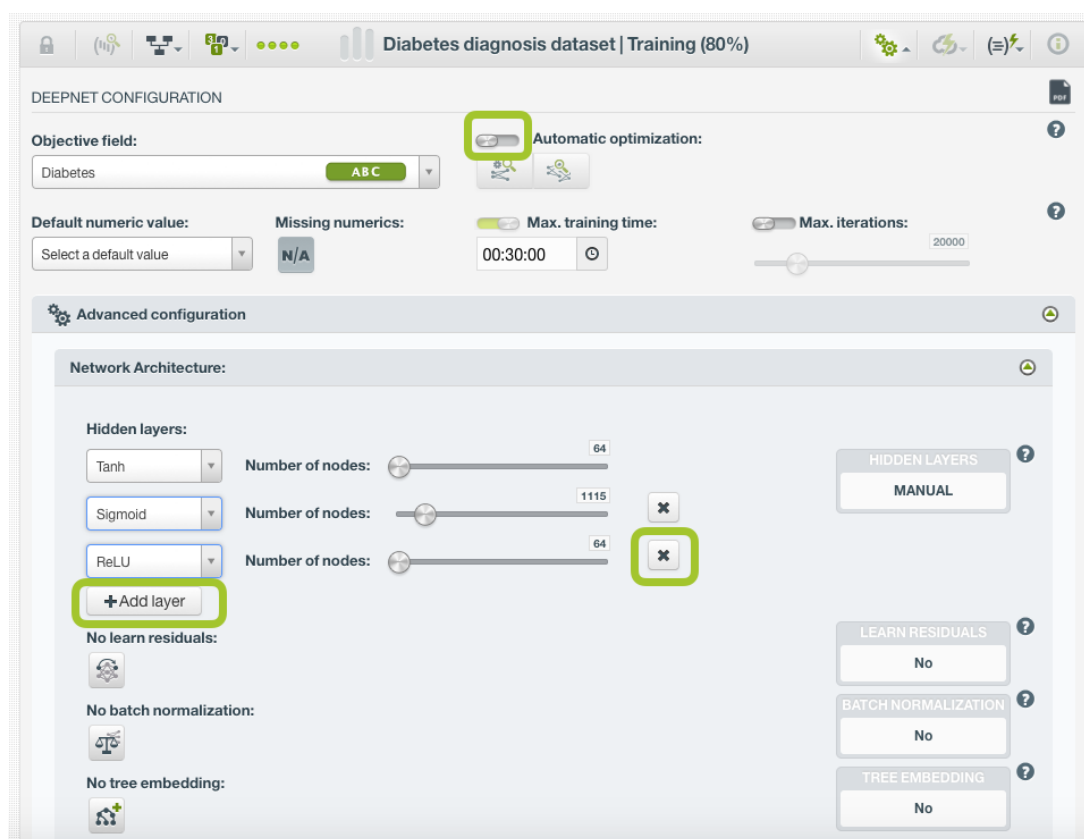 Diabetes diagnosis dataset | Training (80%)
DEEPNET CONFIGURATION
PDF
Objective field:
Automatic optimization:
Diabetes
ABC
Default numeric value:
Missing numerics:
Max. training time:
Max. iterations:
Select a default value
N/A
00:30:00
20000
Advanced configuration
Network Architecture:
Hidden layers:
Tanh
Number of nodes:
64
HIDDEN LAYERS
MANUAL
Sigmoid
Number of nodes:
1115
ReLU
Number of nodes:
64
+Add layer
No learn residuals:
LEARN RESIDUALS
No
No batch normalization:
BATCH NORMALIZATION
No
No tree embedding:
TREE EMBEDDING
No